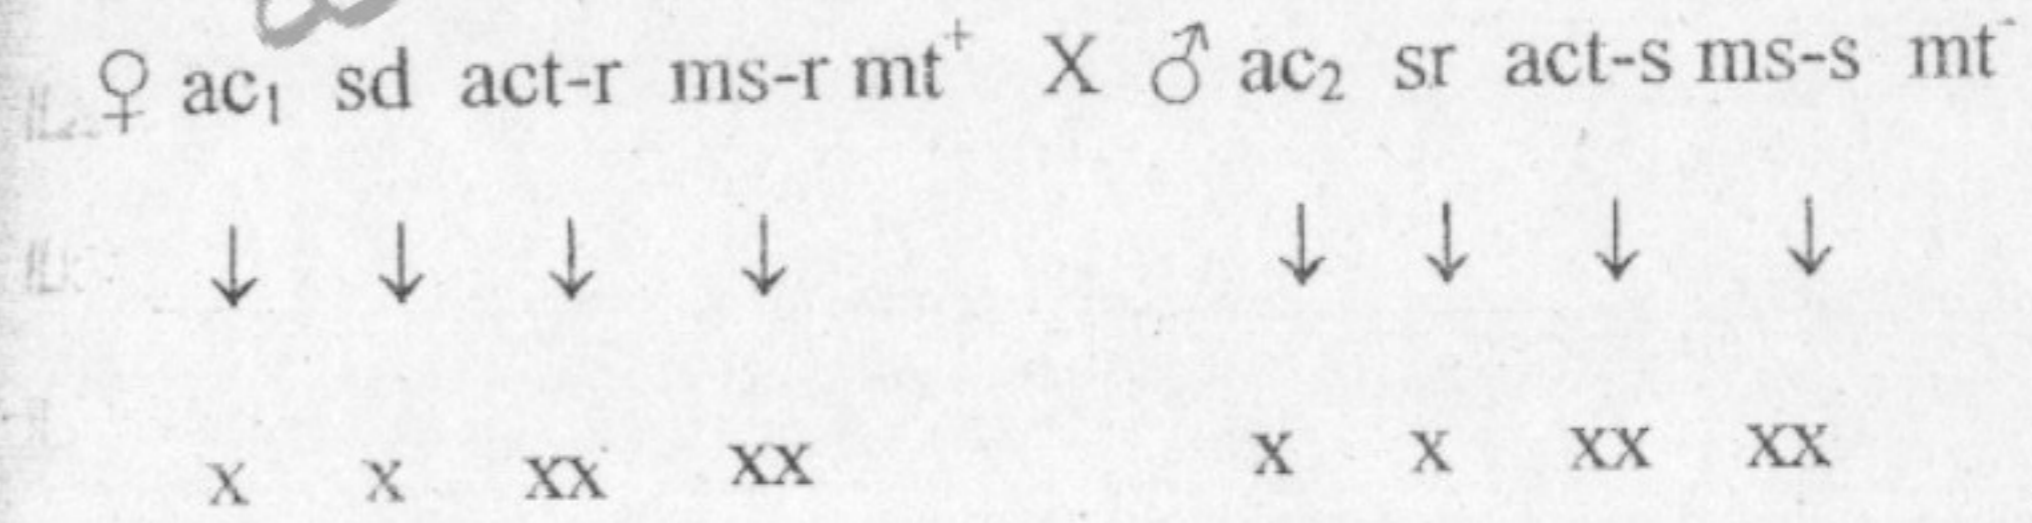 ♀ ac₁ sd act-r ms-r mt⁺ X ♂ ac₂ sr act-s ms-s mt⁻
↓ ↓ ↓ ↓ ↓ ↓ ↓ ↓
x x xx xx x x xx xx